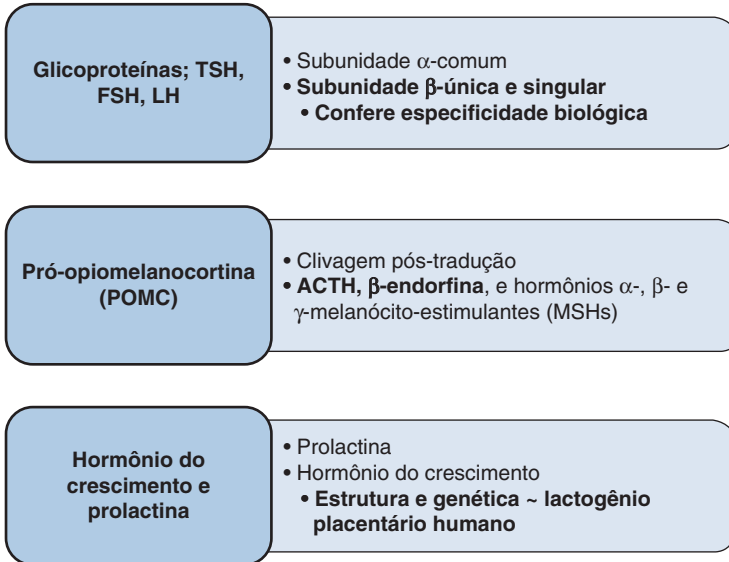 Glicoproteínas; TSH,
FSH, LH
• Subunidade α-comum
• Subunidade β-única e singular
• Confere especificidade biológica
Pró-opiomelanocortina
(POMC)
• Clivagem pós-tradução
• ACTH, β-endorfina, e hormônios α-, β- e
γ-melanócito-estimulantes (MSHs)
Hormônio do
crescimento e
prolactina
• Prolactina
• Hormônio do crescimento
• Estrutura e genética ~ lactogênio
placentário humano